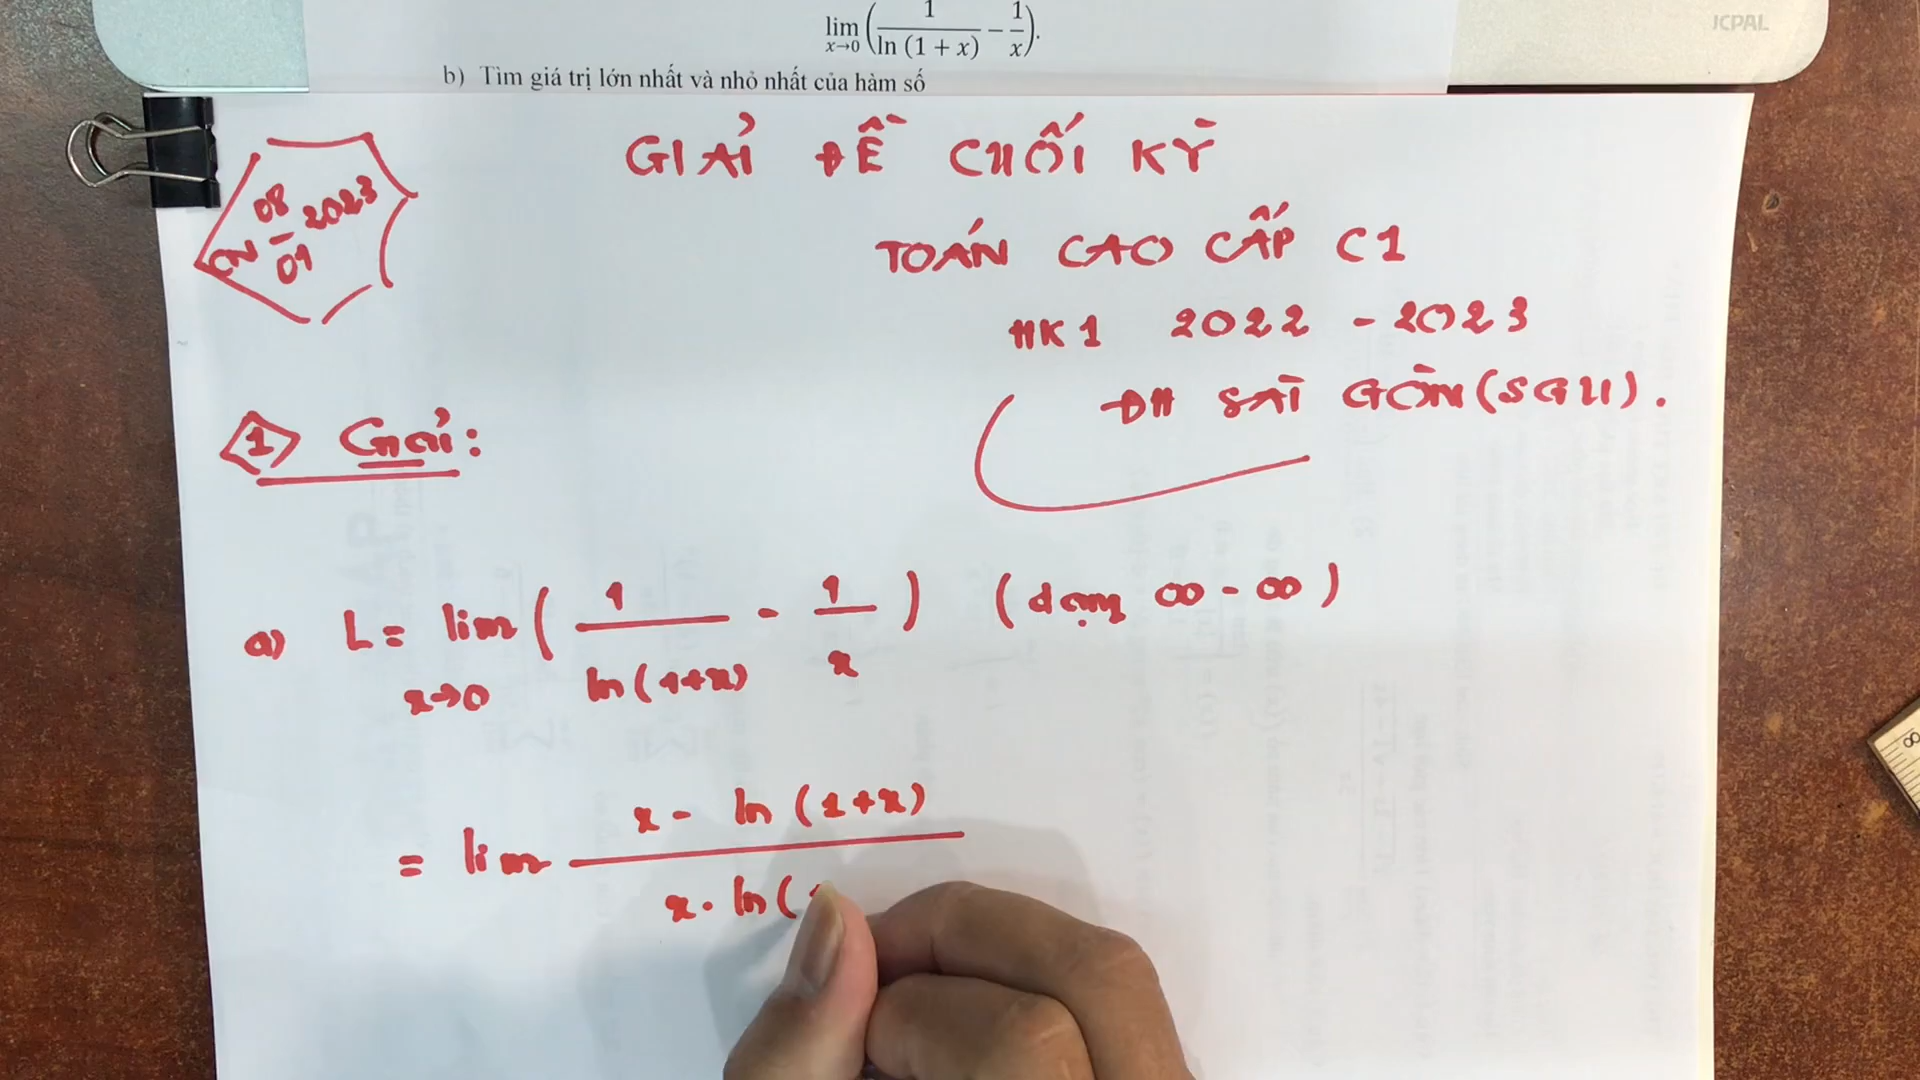 JCPAL
lim x→0 (1/ln (1 + x) − 1/x).
b) Tìm giá trị lớn nhất và nhỏ nhất của hàm số
GIẢI ĐỀ CUỐI KỲ
TOÁN CAO CẤP C1
HK1 2022 - 2023
ĐH SÀI GÒN (SGU).
CN 08/01 2023
1 Giải:
a) L = lim x→0 (1/ln(1+x) - 1/x) (dạng ∞ - ∞)
= lim x - ln(1+x) / x . ln(
∞